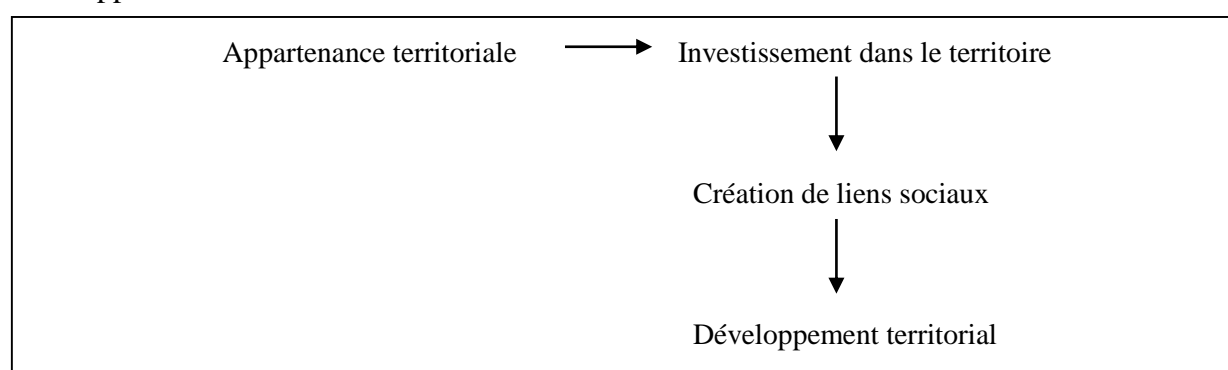 Appartenance territoriale Investissement dans le territoire
Création de liens sociaux
Développement territorial